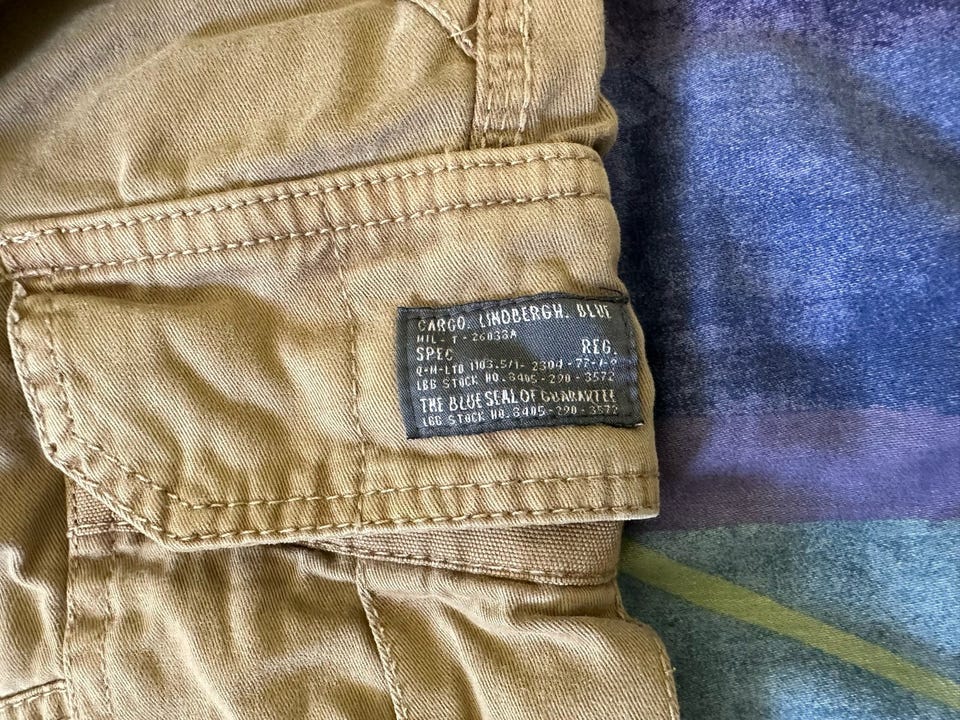 CARGO. LINDBERGH. BLUE
MIL - T - 26033A
SPEC REG.
Q-M-LTD 1103.5/1- 2304 - 77-
LBB STOCK NO. 8405 - 290 - 3572
THE BLUE SEAL OF GUARANTEE
LBB STOCK NO. 8405 - 290 - 3572